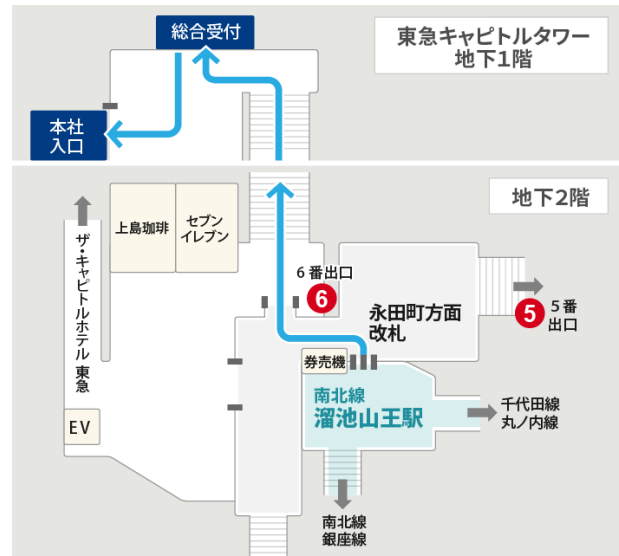 総合受付
東急キャピトルタワー
地下1階
本社
入口
地下2階
上島珈琲
セブン
イレブン
ザ・キャピトルホテル 東急
6番出口
6
永田町方面
改札
5
5番
出口
券売機
南北線
溜池山王駅
千代田線
丸ノ内線
EV
南北線
銀座線